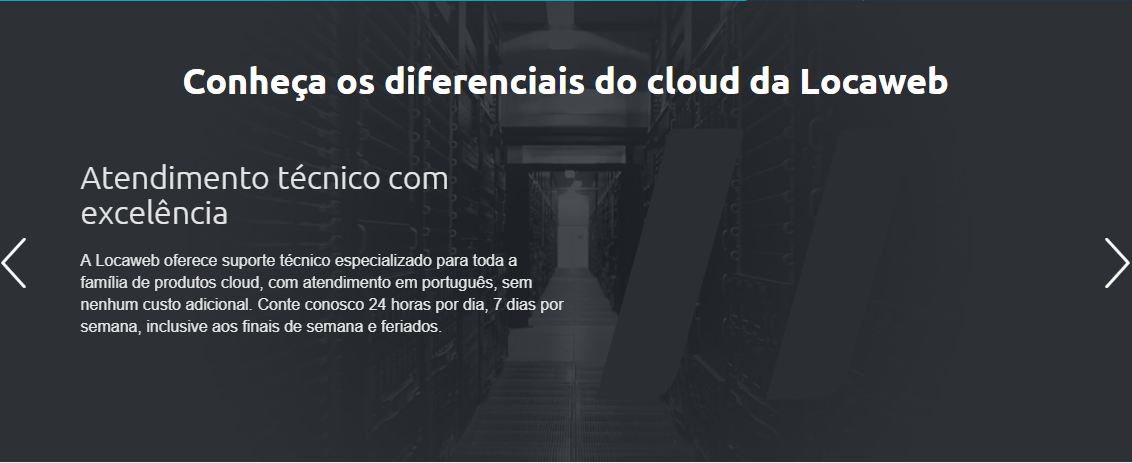 Conheça os diferenciais do cloud da Locaweb
Atendimento técnico com
excelência
A Locaweb oferece suporte técnico especializado para toda a
família de produtos cloud, com atendimento em português, sem
nenhum custo adicional. Conte conosco 24 horas por dia, 7 dias por
semana, inclusive aos finais de semana e feriados.